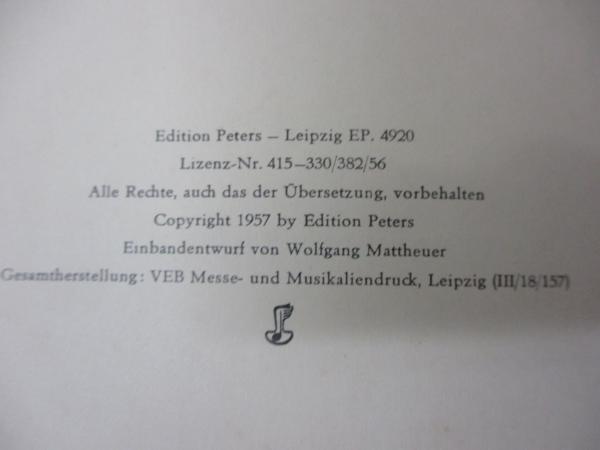 Edition Peters – Leipzig EP. 4920
Lizenz-Nr. 415–330/382/56
Alle Rechte, auch das der Übersetzung, vorbehalten
Copyright 1957 by Edition Peters
Einbandentwurf von Wolfgang Mattheuer
Gesamtherstellung: VEB Messe- und Musikaliendruck, Leipzig (III/18/157)